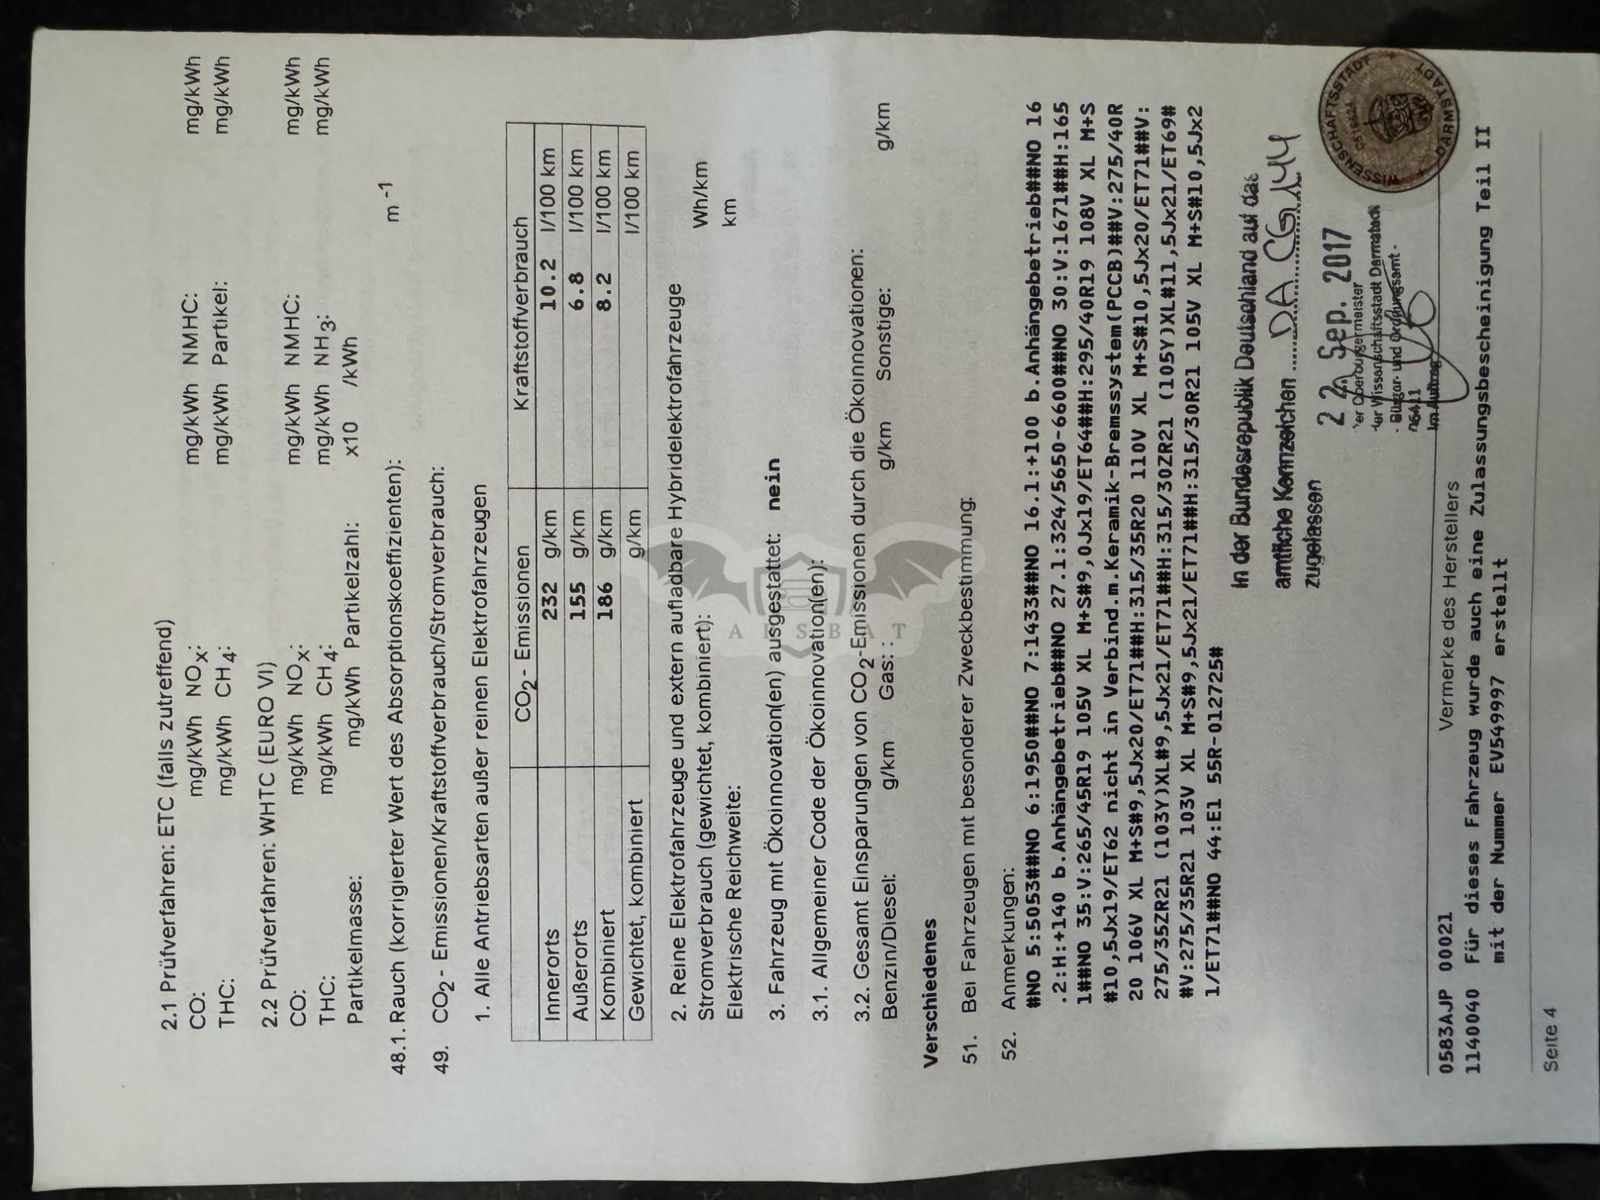 2.1 Prüfverfahren: ETC (falls zutreffend)
CO: mg/kWh NOx: mg/kWh NMHC: mg/kWh
THC: mg/kWh CH4: mg/kWh Partikel: mg/kWh
2.2 Prüfverfahren: WHTC (EURO VI)
CO: mg/kWh NOx: mg/kWh NMHC: mg/kWh
THC: mg/kWh CH4: mg/kWh NH3: mg/kWh
Partikelmasse: mg/kWh Partikelzahl: x10 /kWh
48.1. Rauch (korrigierter Wert des Absorptionskoeffizienten): m-1
49. CO2 - Emissionen/Kraftstoffverbrauch/Stromverbrauch:
1. Alle Antriebsarten außer reinen Elektrofahrzeugen
CO2- Emissionen Kraftstoffverbrauch
Innerorts 232 g/km 10.2 l/100 km
Außerorts 155 g/km 6.8 l/100 km
Kombiniert 186 g/km 8.2 l/100 km
Gewichtet, kombiniert g/km l/100 km
2. Reine Elektrofahrzeuge und extern aufladbare Hybridelektrofahrzeuge
Stromverbrauch (gewichtet, kombiniert): Wh/km
Elektrische Reichweite: km
3. Fahrzeug mit Ökoinnovation(en) ausgestattet: nein
3.1. Allgemeiner Code der Ökoinnovation(en):
3.2. Gesamt Einsparungen von CO2-Emissionen durch die Ökoinnovationen:
Benzin/Diesel: g/km Gas: : g/km Sonstige: g/km
AISBAT
Verschiedenes
51. Bei Fahrzeugen mit besonderer Zweckbestimmung:
52. Anmerkungen:
#NO 5:5053##NO 6:1950##NO 7:1433##NO 16.1:+100 b.Anhängebetrieb##NO 16
.2:H:+140 b.Anhängebetrieb##NO 27.1:324/5650-6600##NO 30:V:1671##H:165
1##NO 35:V:265/45R19 105V XL M+S#9,0Jx19/ET64##H:295/40R19 108V XL M+S
#10,5Jx19/ET62 nicht in Verbind.m.Keramik-Bremssystem(PCCB)##V:275/40R
20 106V XL M+S#9,5Jx20/ET71##H:315/35R20 110V XL M+S#10,5Jx20/ET71##V:
275/35ZR21 (103Y)XL#9,5Jx21/ET71##H:315/30ZR21 (105Y)XL#11,5Jx21/ET69#
#V:275/35R21 103V XL M+S#9,5Jx21/ET71##H:315/30R21 105V XL M+S#10,5Jx2
1/ET71##NO 44:E1 55R-012725#
In der Bundesrepublik Deutschland auf das
amtliche Kennzeichen DA CG 144
zugelassen
22. Sep. 2017
Oberbürgermeister
der Wissenschaftsstadt Darmstadt
- Bürger- und Ordnungsamt -
Im Auftrag
WISSENSCHAFTSSTADT
DARMSTADT
Vermerke des Herstellers
0583AJP 00021
1140040 Für dieses Fahrzeug wurde auch eine Zulassungsbescheinigung Teil II
mit der Nummer EV549997 erstellt
Seite 4